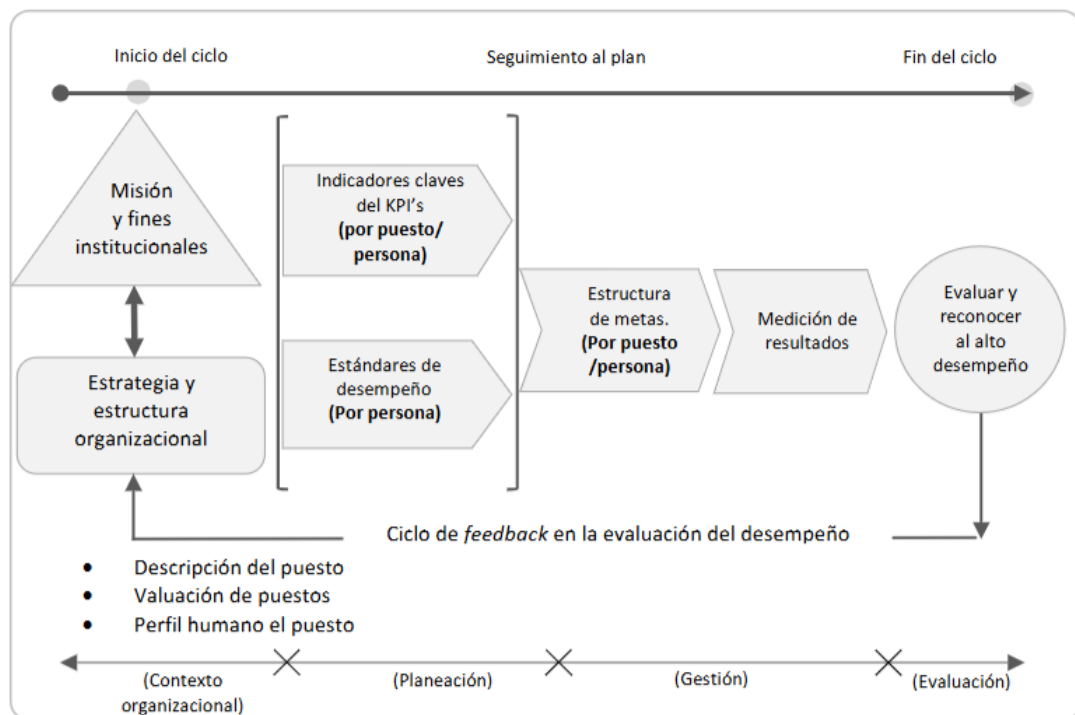 Inicio del ciclo
Seguimiento al plan
Fin del ciclo
Misión
y fines
institucionales
Estrategia y
estructura
organizacional
Indicadores claves
del KPI's
(por puesto/
persona)
Estándares de
desempeño
(Por persona)
Estructura
de metas.
(Por puesto
/persona)
Medición de
resultados
Evaluar y
reconocer
al alto
desempeño
Ciclo de feedback en la evaluación del desempeño
• Descripción del puesto
• Valuación de puestos
• Perfil humano el puesto
(Contexto
organizacional)
(Planeación)
(Gestión)
(Evaluación)